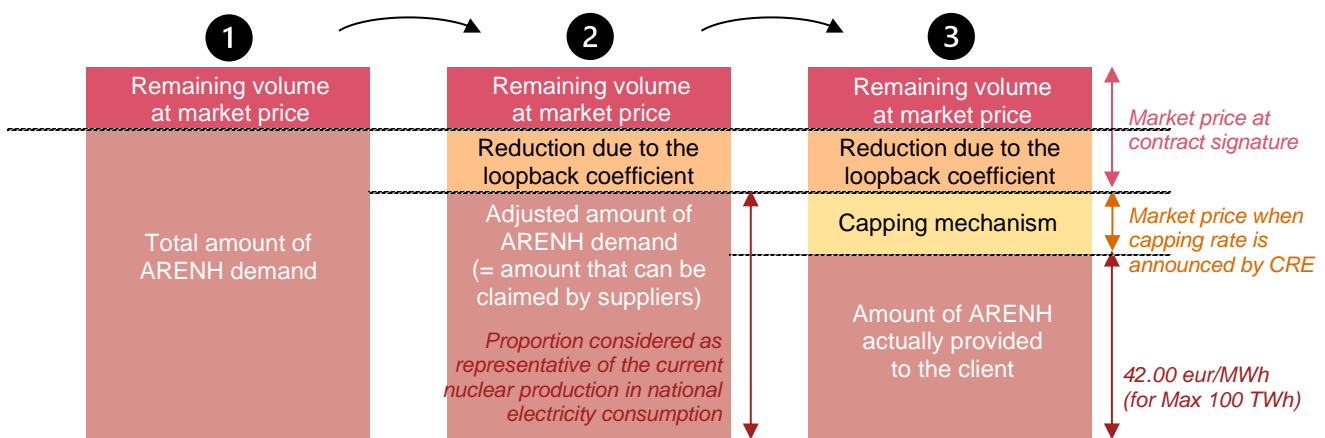 1
2
3
Remaining volume
at market price
Total amount of
ARENH demand
Remaining volume
at market price
Reduction due to the
loopback coefficient
Adjusted amount of
ARENH demand
(= amount that can be
claimed by suppliers)
Proportion considered as
representative of the current
nuclear production in national
electricity consumption
Remaining volume
at market price
Reduction due to the
loopback coefficient
Capping mechanism
Amount of ARENH
actually provided
to the client
Market price at
contract signature
Market price when
capping rate is
announced by CRE
42.00 eur/MWh
(for Max 100 TWh)